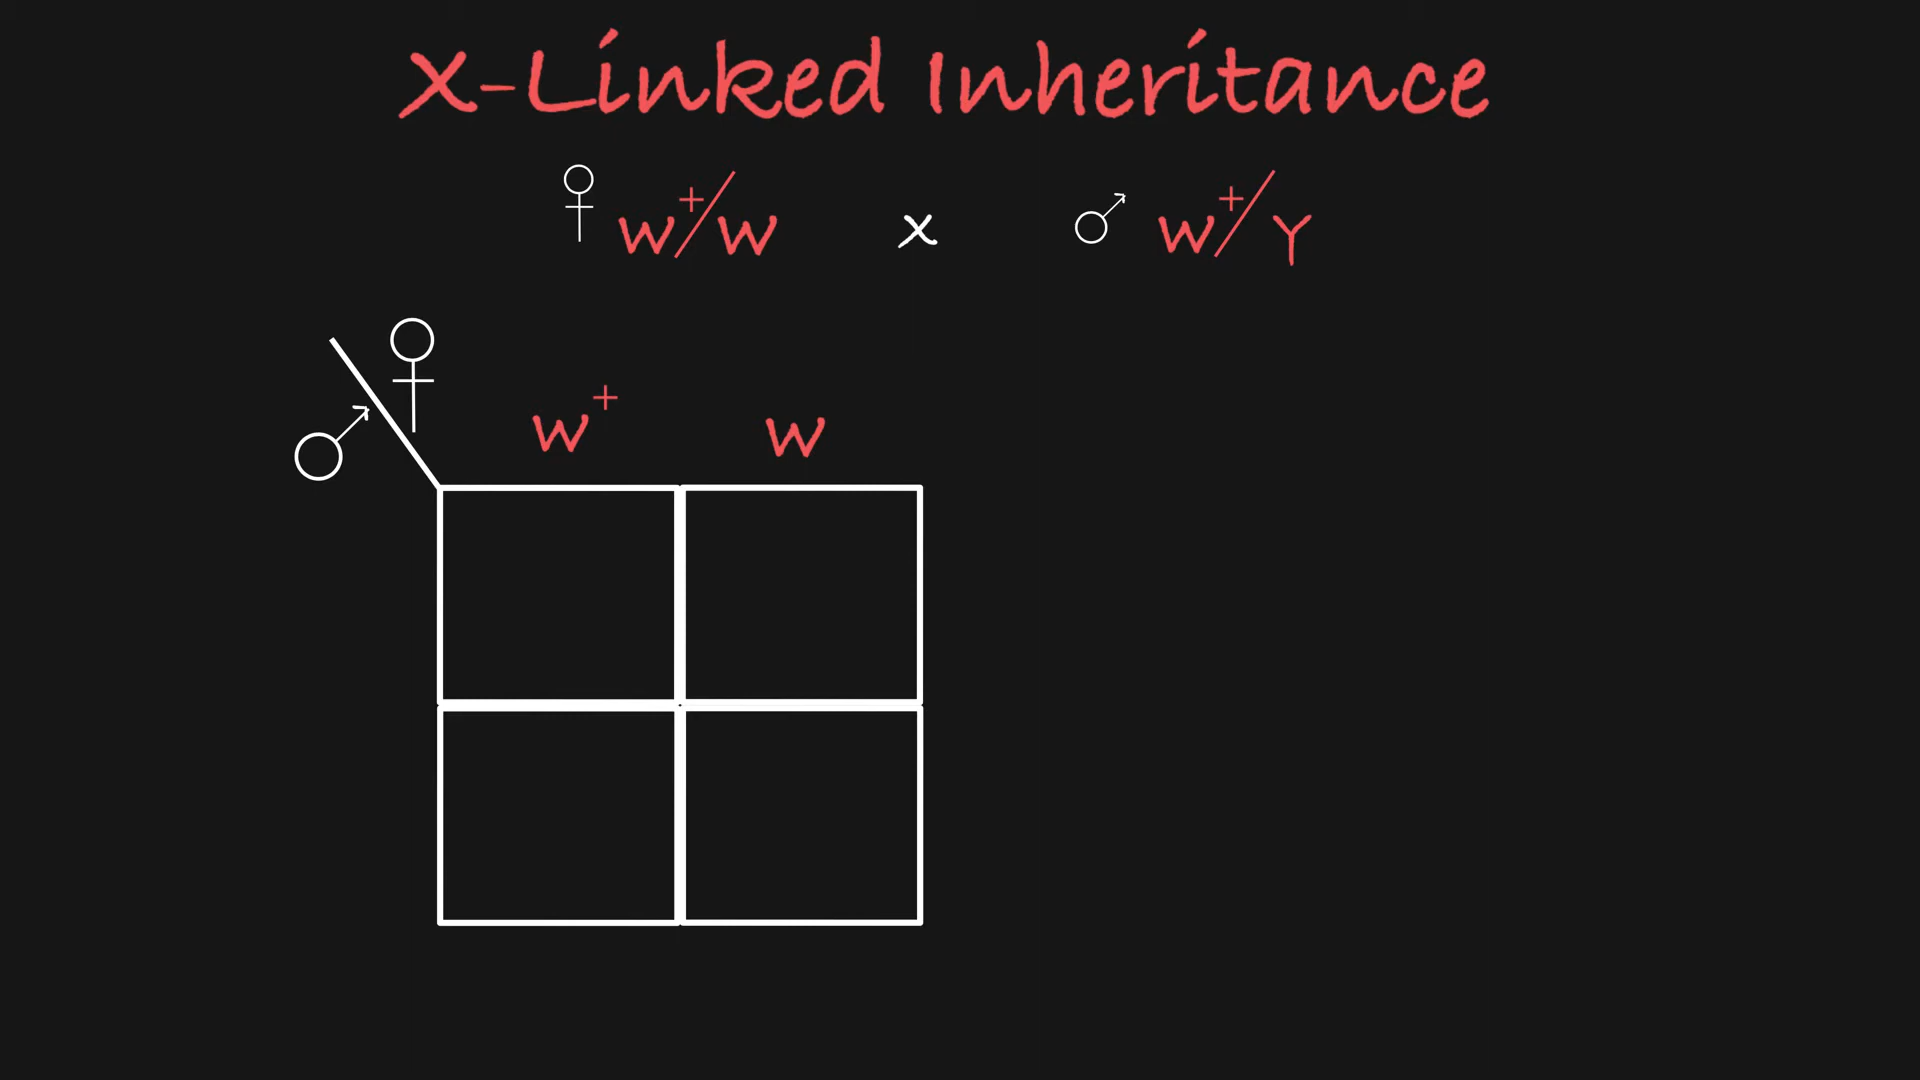 X-Linked Inheritance
♀ w⁺/w x ♂ w⁺/Y
♀
♂
w⁺ w